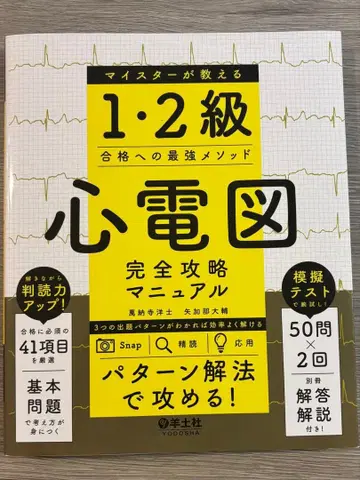 マイスターが教える
1・2級
合格への最強メソッド
心電図
完全攻略
マニュアル
萬納寺洋士 矢加部大輔
解きながら
判読力
アップ!
合格に必須の
41項目
を厳選
基本
問題
で考え方が
身につく
3つの出題パターンがわかれば効率よく解ける
Snap
精読
応用
パターン解法
で攻める!
羊土社
YODOSHA
模擬
テスト
で腕試し!
50問
×
2回
別冊
解答
解説
付き!